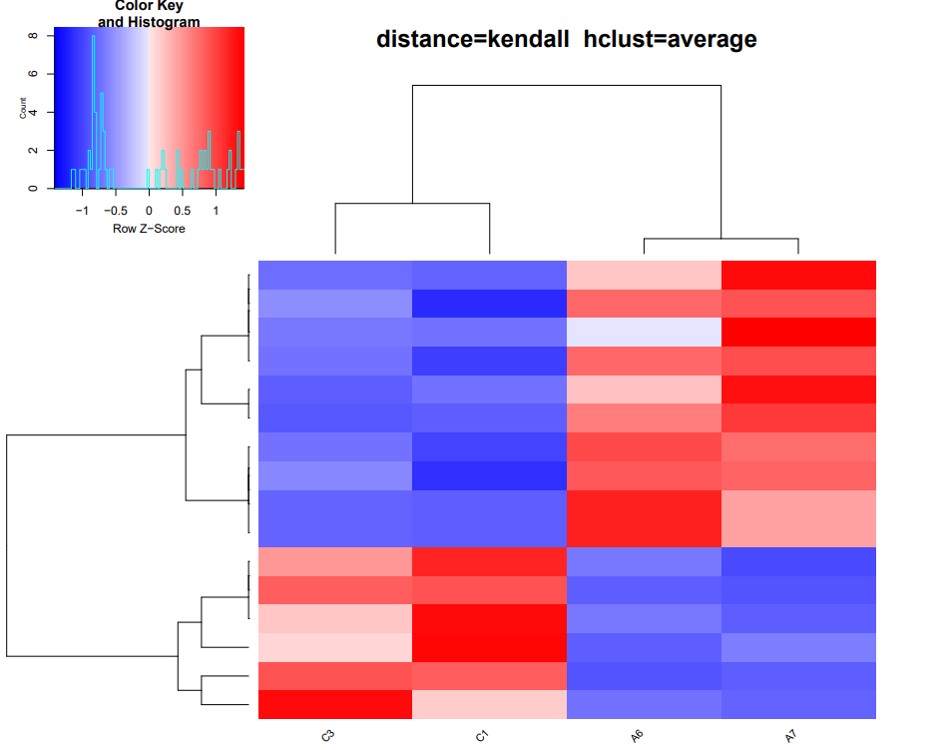 Color Key
and Histogram
distance=kendall hclust=average
8
6
4
2
0
Count
−1 −0.5 0 0.5 1
Row Z−Score
C3 C1 A6 A7